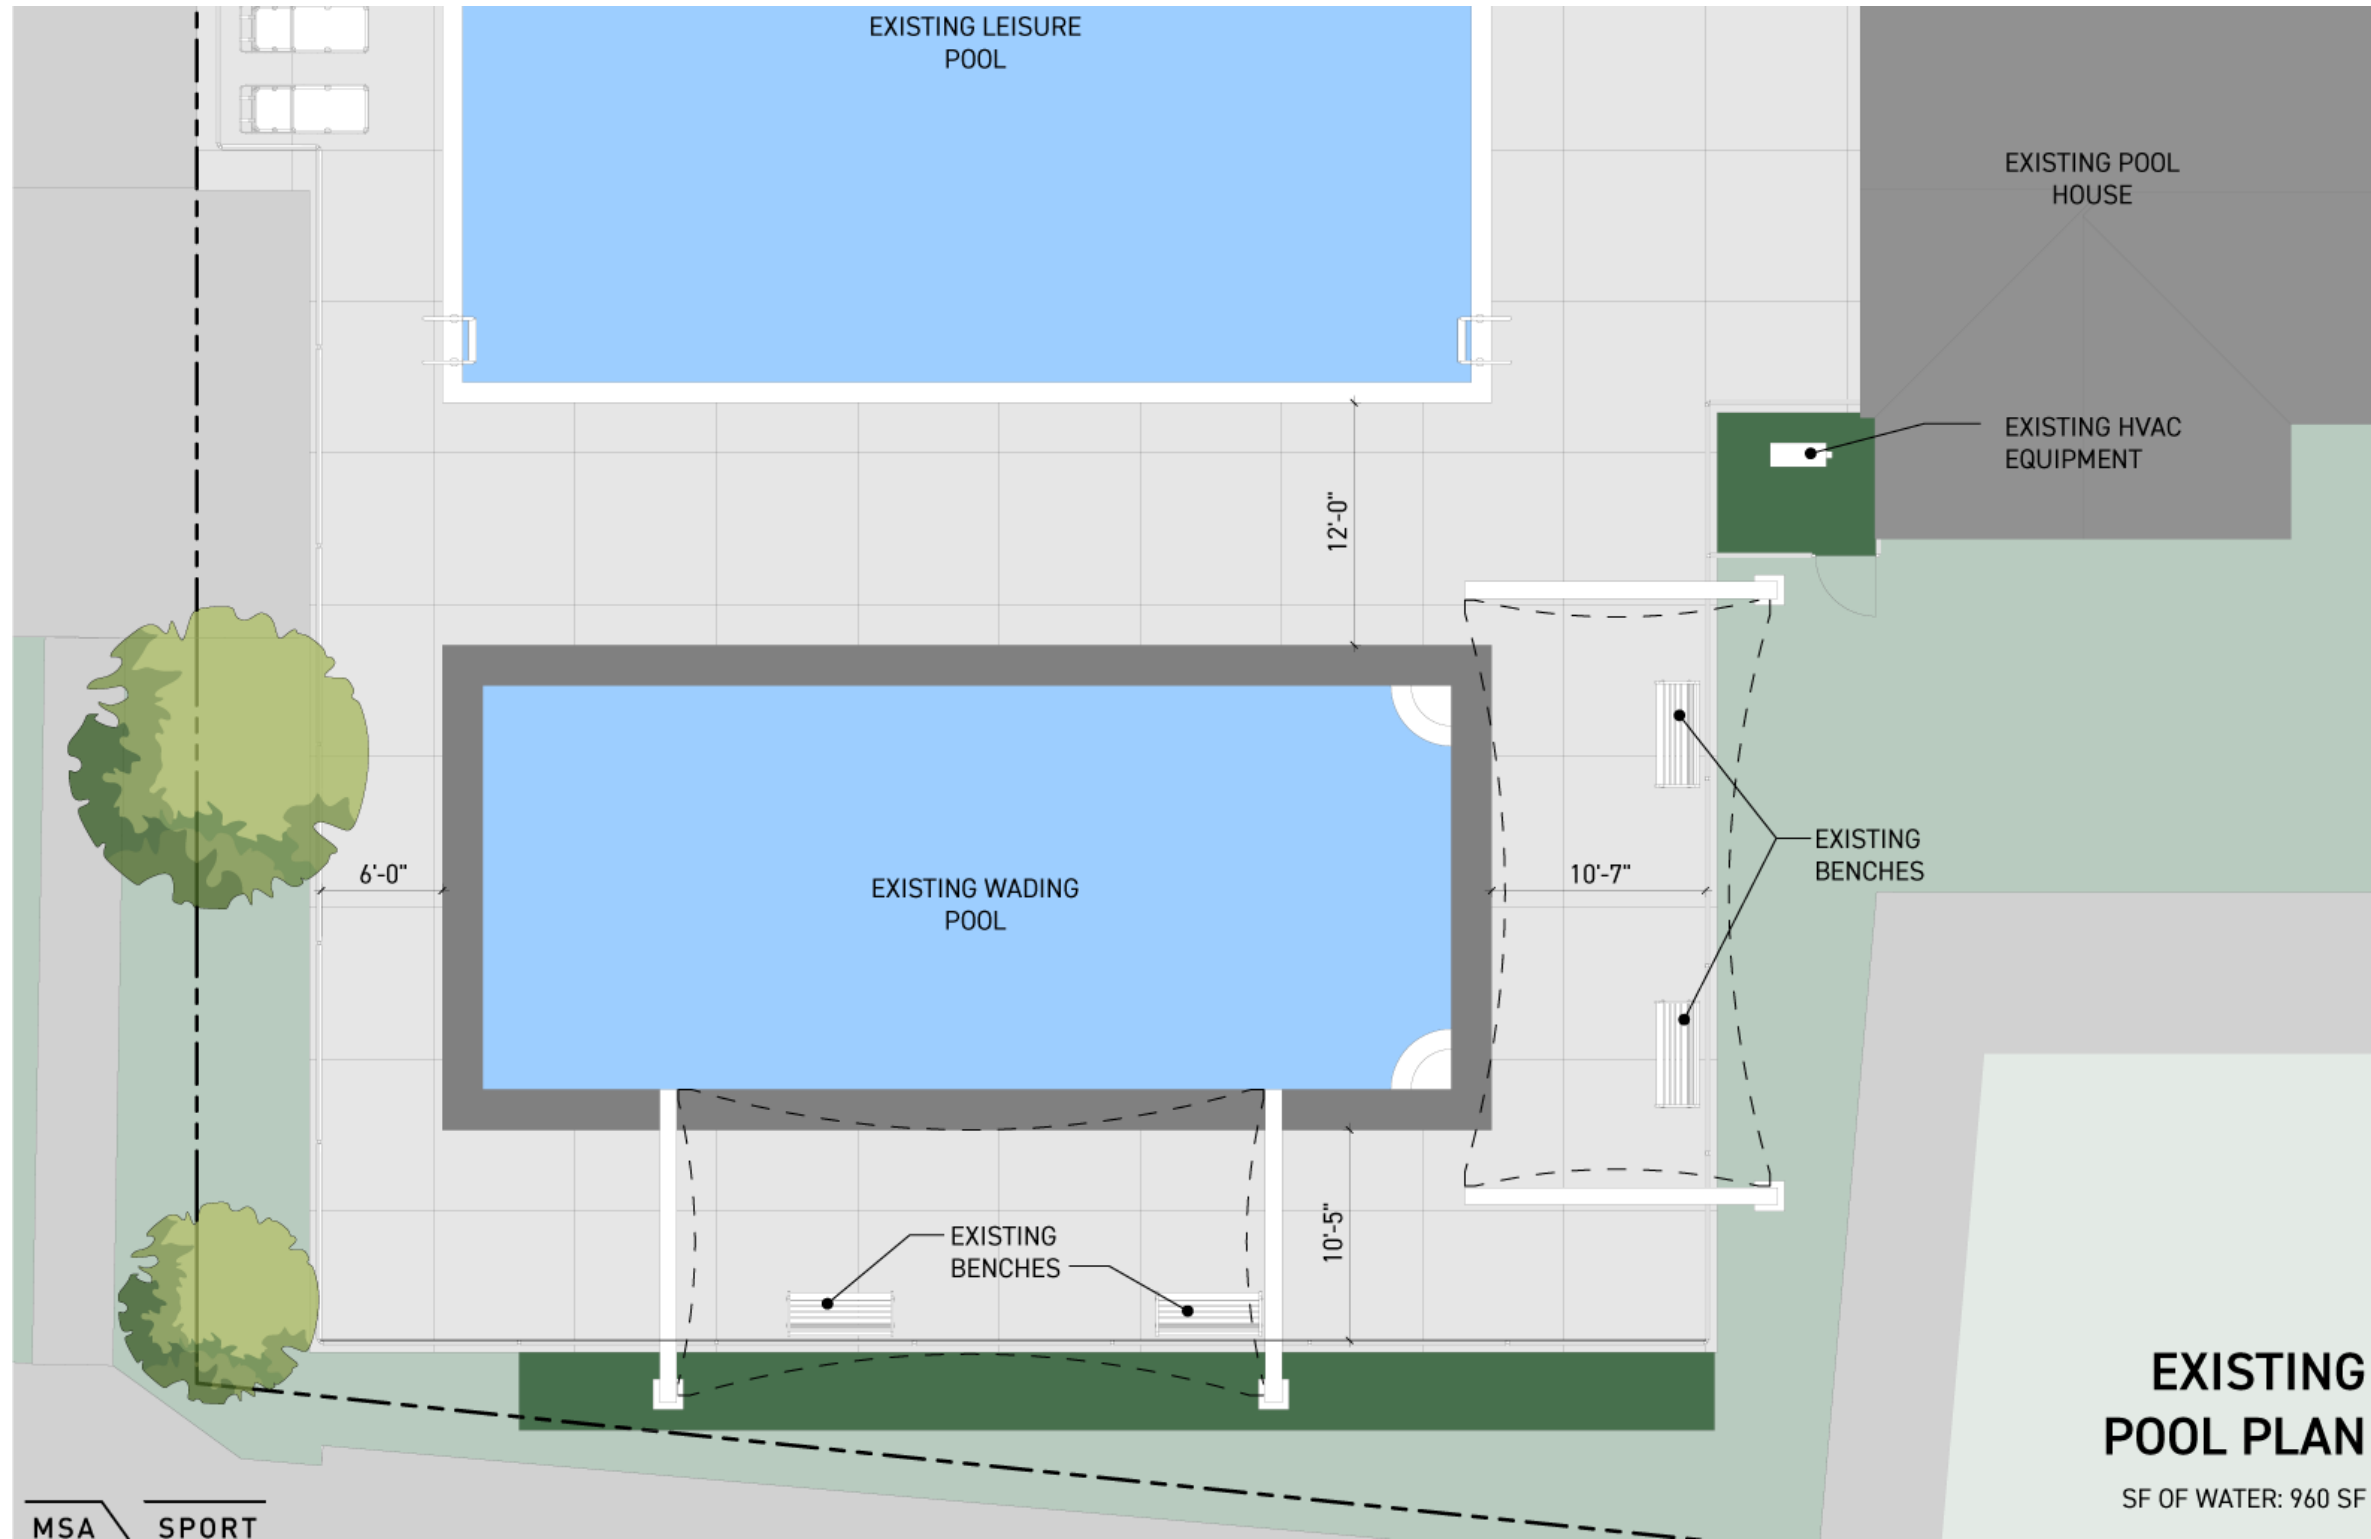 EXISTING LEISURE
POOL
EXISTING POOL
HOUSE
EXISTING HVAC
EQUIPMENT
12'-0"
EXISTING
BENCHES
6'-0"
10'-7"
EXISTING WADING
POOL
10'-5"
EXISTING
BENCHES
EXISTING
POOL PLAN
SF OF WATER: 960 SF
MSA SPORT